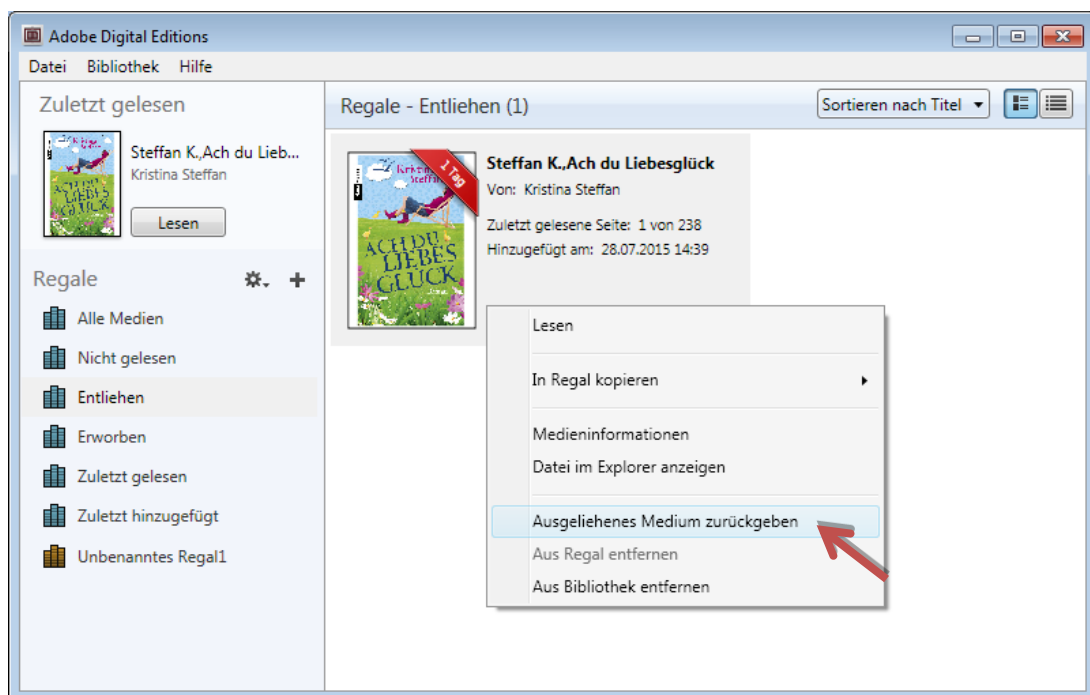 Adobe Digital Editions
Datei Bibliothek Hilfe
Zuletzt gelesen
Steffan K.,Ach du Lieb...
Kristina Steffan
Lesen
Regale
Alle Medien
Nicht gelesen
Entliehen
Erworben
Zuletzt gelesen
Zuletzt hinzugefügt
Unbenanntes Regal1
Regale - Entliehen (1)
Sortieren nach Titel
1 Tag
ACH DU
LIEBES
GLÜCK
Steffan K.,Ach du Liebesglück
Von: Kristina Steffan
Zuletzt gelesene Seite: 1 von 238
Hinzugefügt am: 28.07.2015 14:39
Lesen
In Regal kopieren
Medieninformationen
Datei im Explorer anzeigen
Ausgeliehenes Medium zurückgeben
Aus Regal entfernen
Aus Bibliothek entfernen